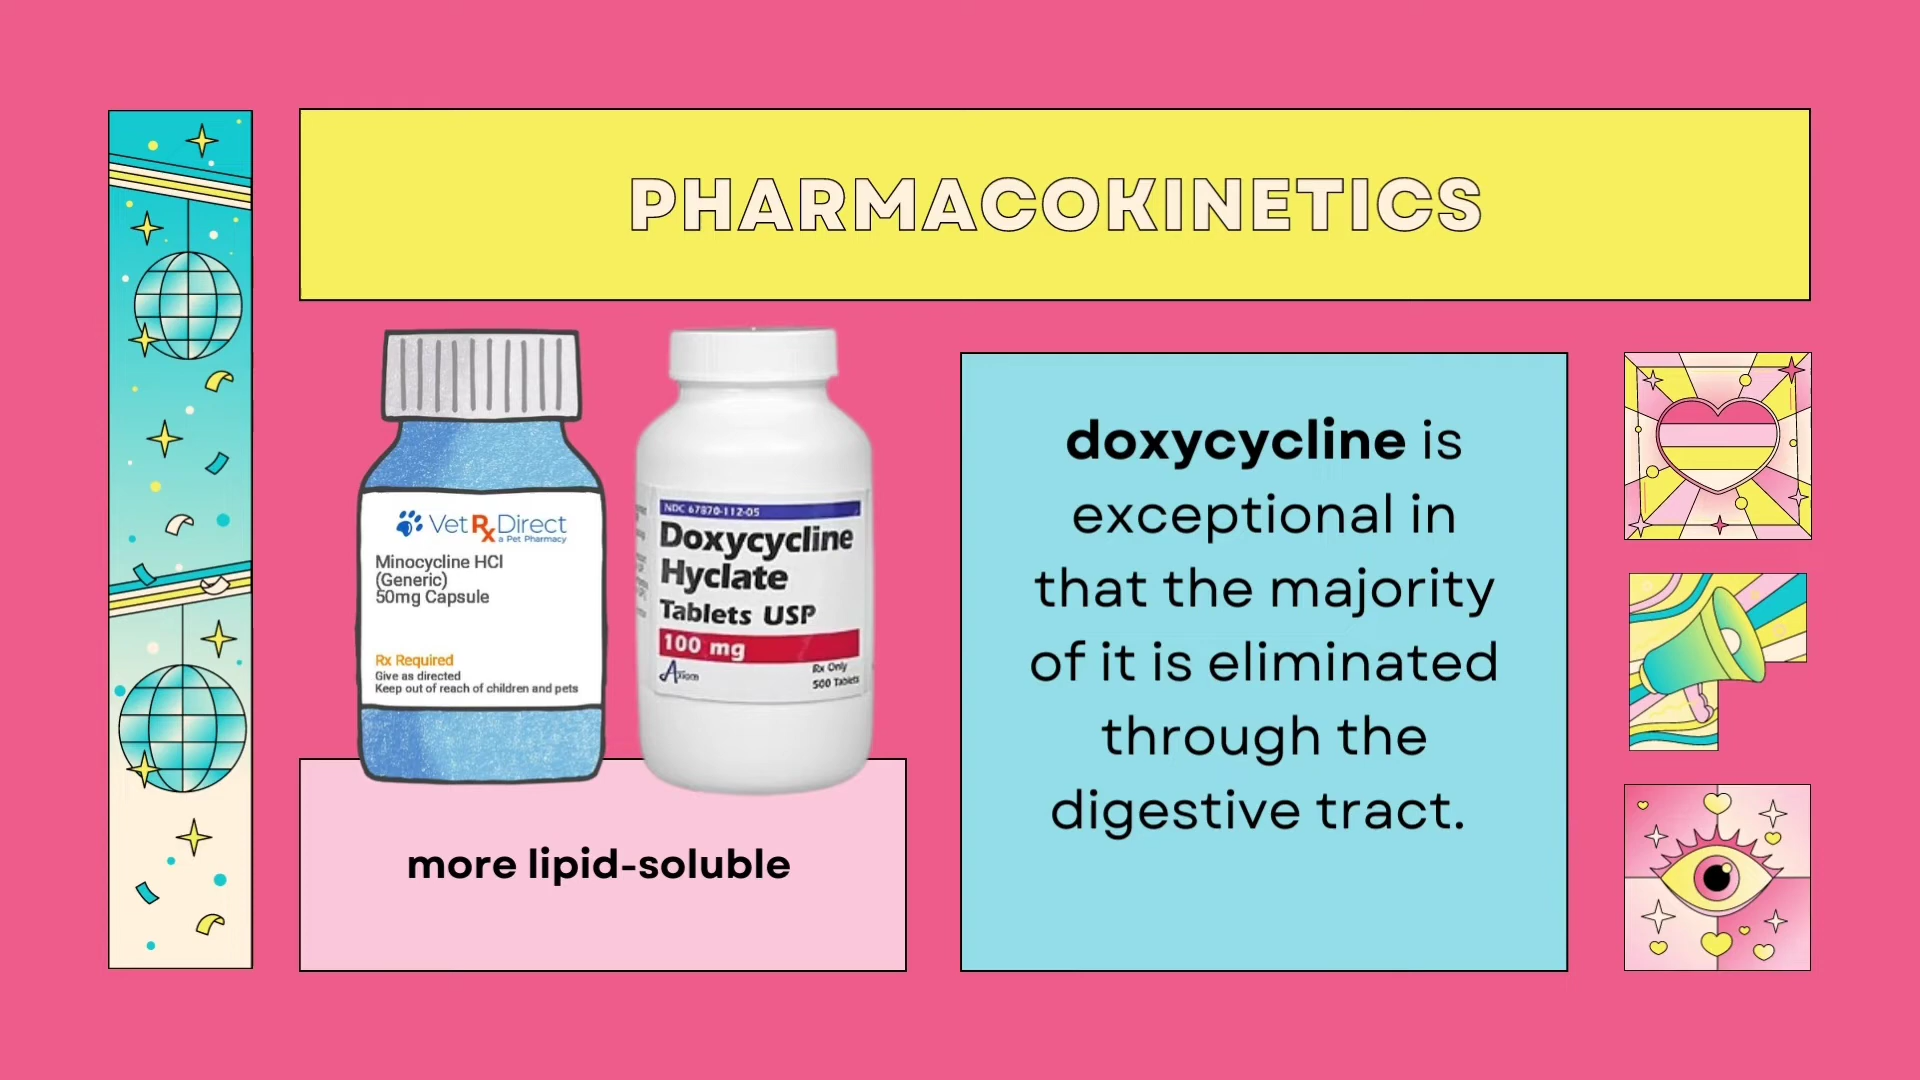 PHARMACOKINETICS
VetRxDirect
a Pet Pharmacy
Minocycline HCl
(Generic)
50mg Capsule
Rx Required
Give as directed
Keep out of reach of children and pets
NDC 67870-112-05
Doxycycline
Hyclate
Tablets USP
100 mg
Axiom
Rx Only
500 Tablets
more lipid-soluble
doxycycline is
exceptional in
that the majority
of it is eliminated
through the
digestive tract.